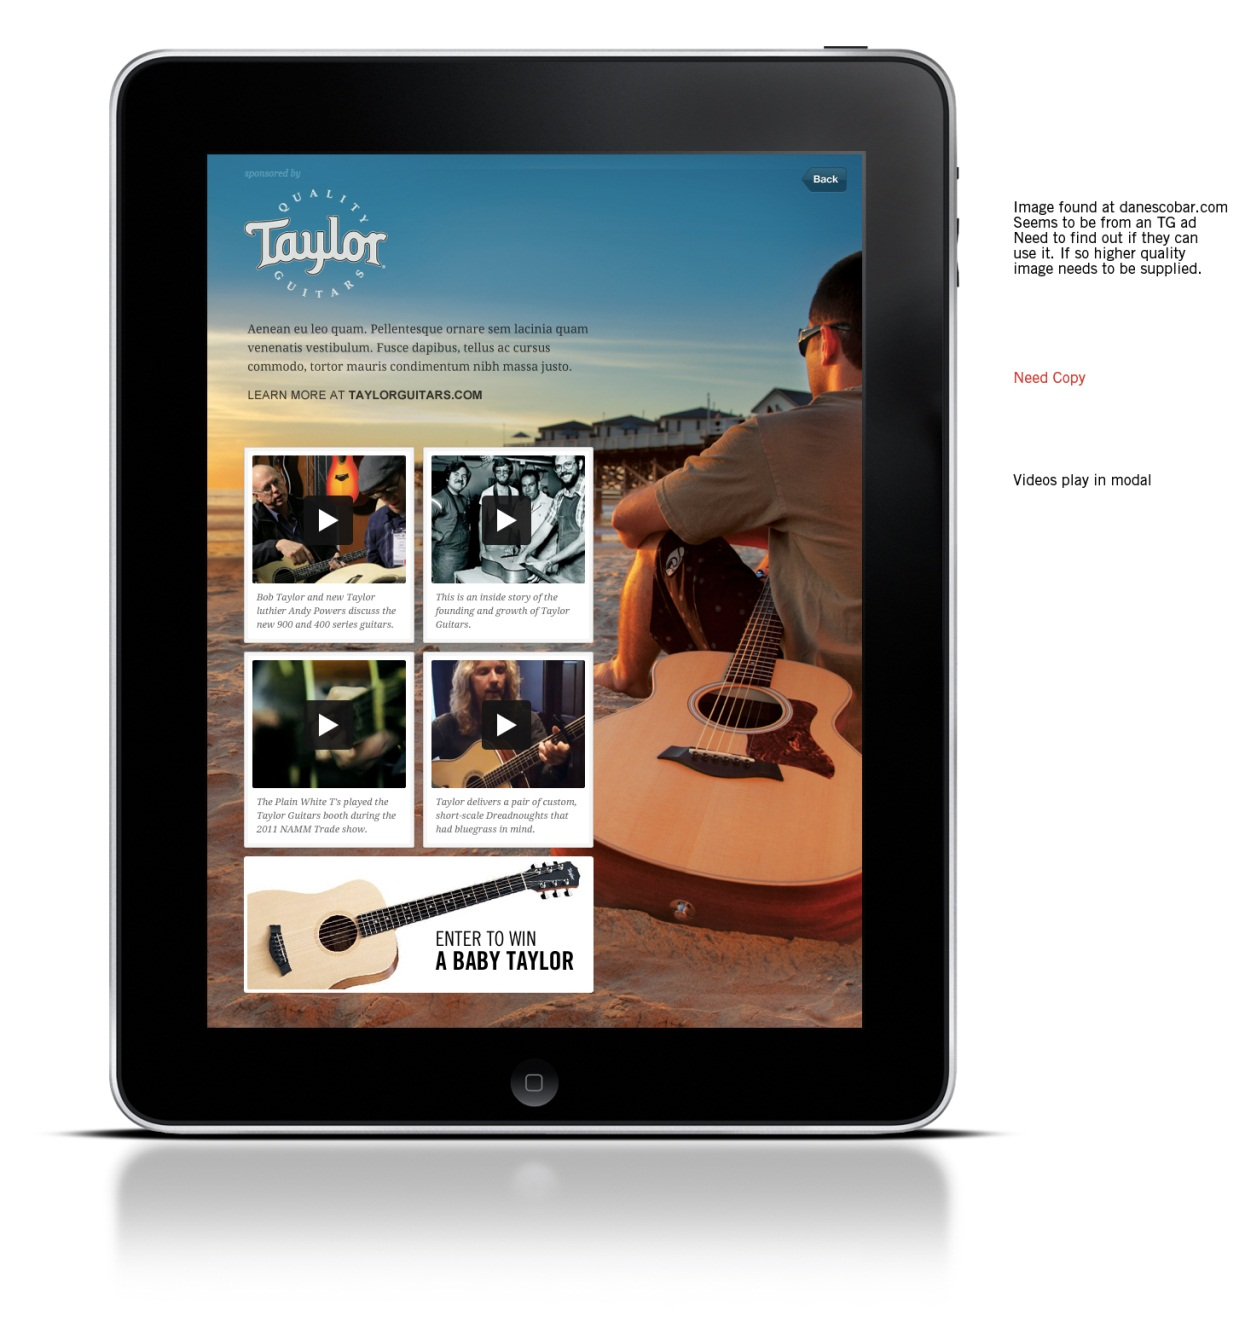 sponsored by
QUALITY
Taylor
GUITARS
Back
Aenean eu leo quam. Pellentesque ornare sem lacinia quam
venenatis vestibulum. Fusce dapibus, tellus ac cursus
commodo, tortor mauris condimentum nibh massa justo.
LEARN MORE AT TAYLORGUITARS.COM
Bob Taylor and new Taylor
luthier Andy Powers discuss the
new 900 and 400 series guitars.
This is an inside story of the
founding and growth of Taylor
Guitars.
The Plain White T's played the
Taylor Guitars booth during the
2011 NAMM Trade show.
Taylor delivers a pair of custom,
short-scale Dreadnoughts that
had bluegrass in mind.
ENTER TO WIN
A BABY TAYLOR
Image found at danescobar.com
Seems to be from an TG ad
Need to find out if they can
use it. If so higher quality
image needs to be supplied.
Need Copy
Videos play in modal